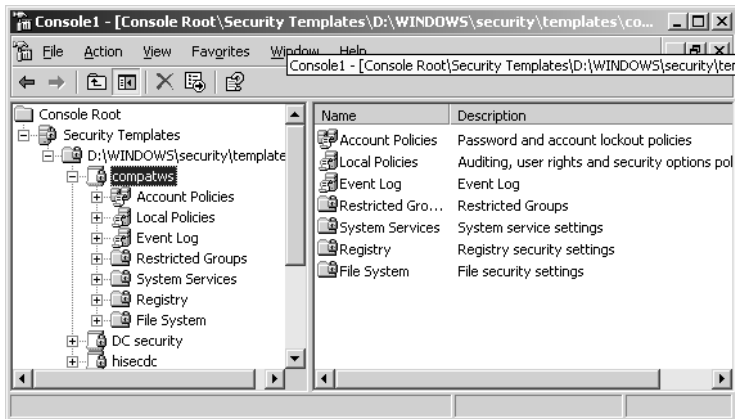 Console1 - [Console Root\Security Templates\D:\WINDOWS\security\templates\co...
File Action View Favorites Window Help
Console1 - [Console Root\Security Templates\D:\WINDOWS\security\ter
Console Root
Security Templates
D:\WINDOWS\security\template
compatws
Account Policies
Local Policies
Event Log
Restricted Groups
System Services
Registry
File System
DC security
hisecdc
Name Description
Account Policies Password and account lockout policies
Local Policies Auditing, user rights and security options pol
Event Log Event Log
Restricted Gro... Restricted Groups
System Services System service settings
Registry Registry security settings
File System File security settings